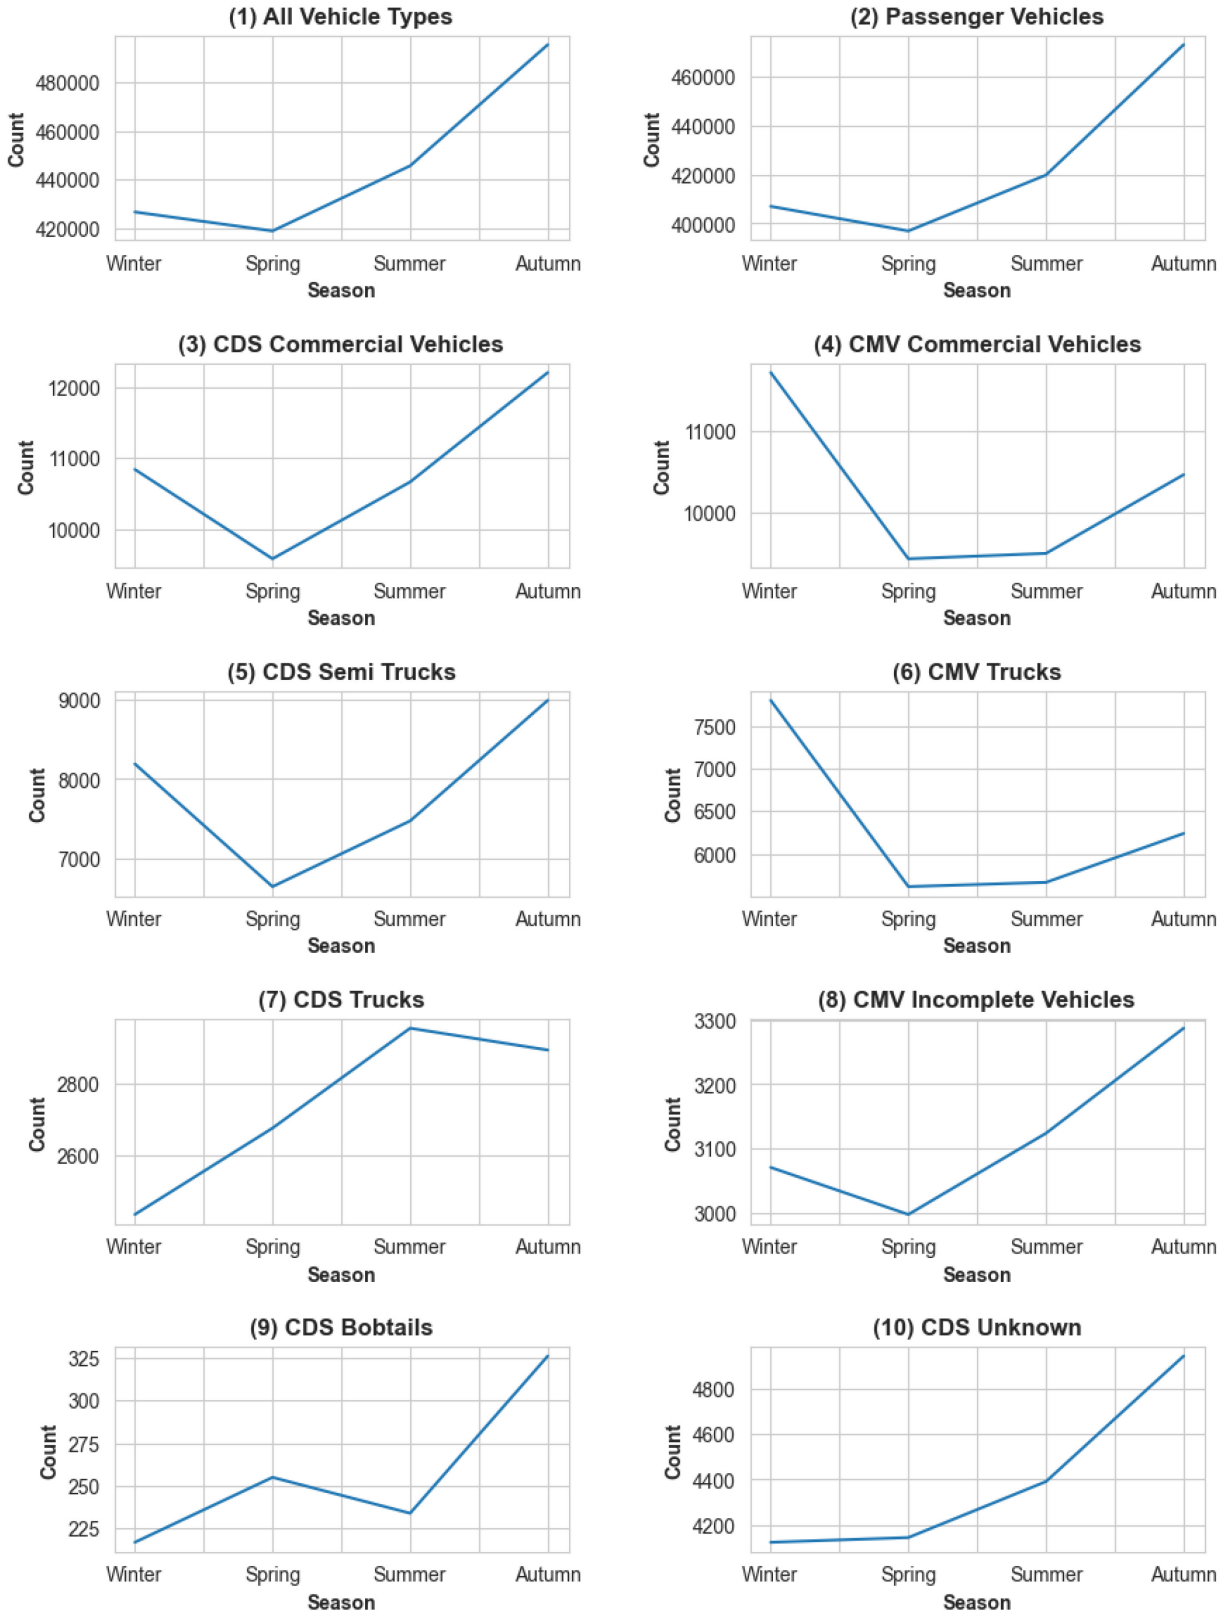 (1) All Vehicle Types
480000
460000
440000
420000
Count
Winter Spring Summer Autumn
Season
(2) Passenger Vehicles
460000
440000
420000
400000
Count
Winter Spring Summer Autumn
Season
(3) CDS Commercial Vehicles
12000
11000
10000
Count
Winter Spring Summer Autumn
Season
(4) CMV Commercial Vehicles
11000
10000
Count
Winter Spring Summer Autumn
Season
(5) CDS Semi Trucks
9000
8000
7000
Count
Winter Spring Summer Autumn
Season
(6) CMV Trucks
7500
7000
6500
6000
Count
Winter Spring Summer Autumn
Season
(7) CDS Trucks
2800
2600
Count
Winter Spring Summer Autumn
Season
(8) CMV Incomplete Vehicles
3300
3200
3100
3000
Count
Winter Spring Summer Autumn
Season
(9) CDS Bobtails
325
300
275
250
225
Count
Winter Spring Summer Autumn
Season
(10) CDS Unknown
4800
4600
4400
4200
Count
Winter Spring Summer Autumn
Season